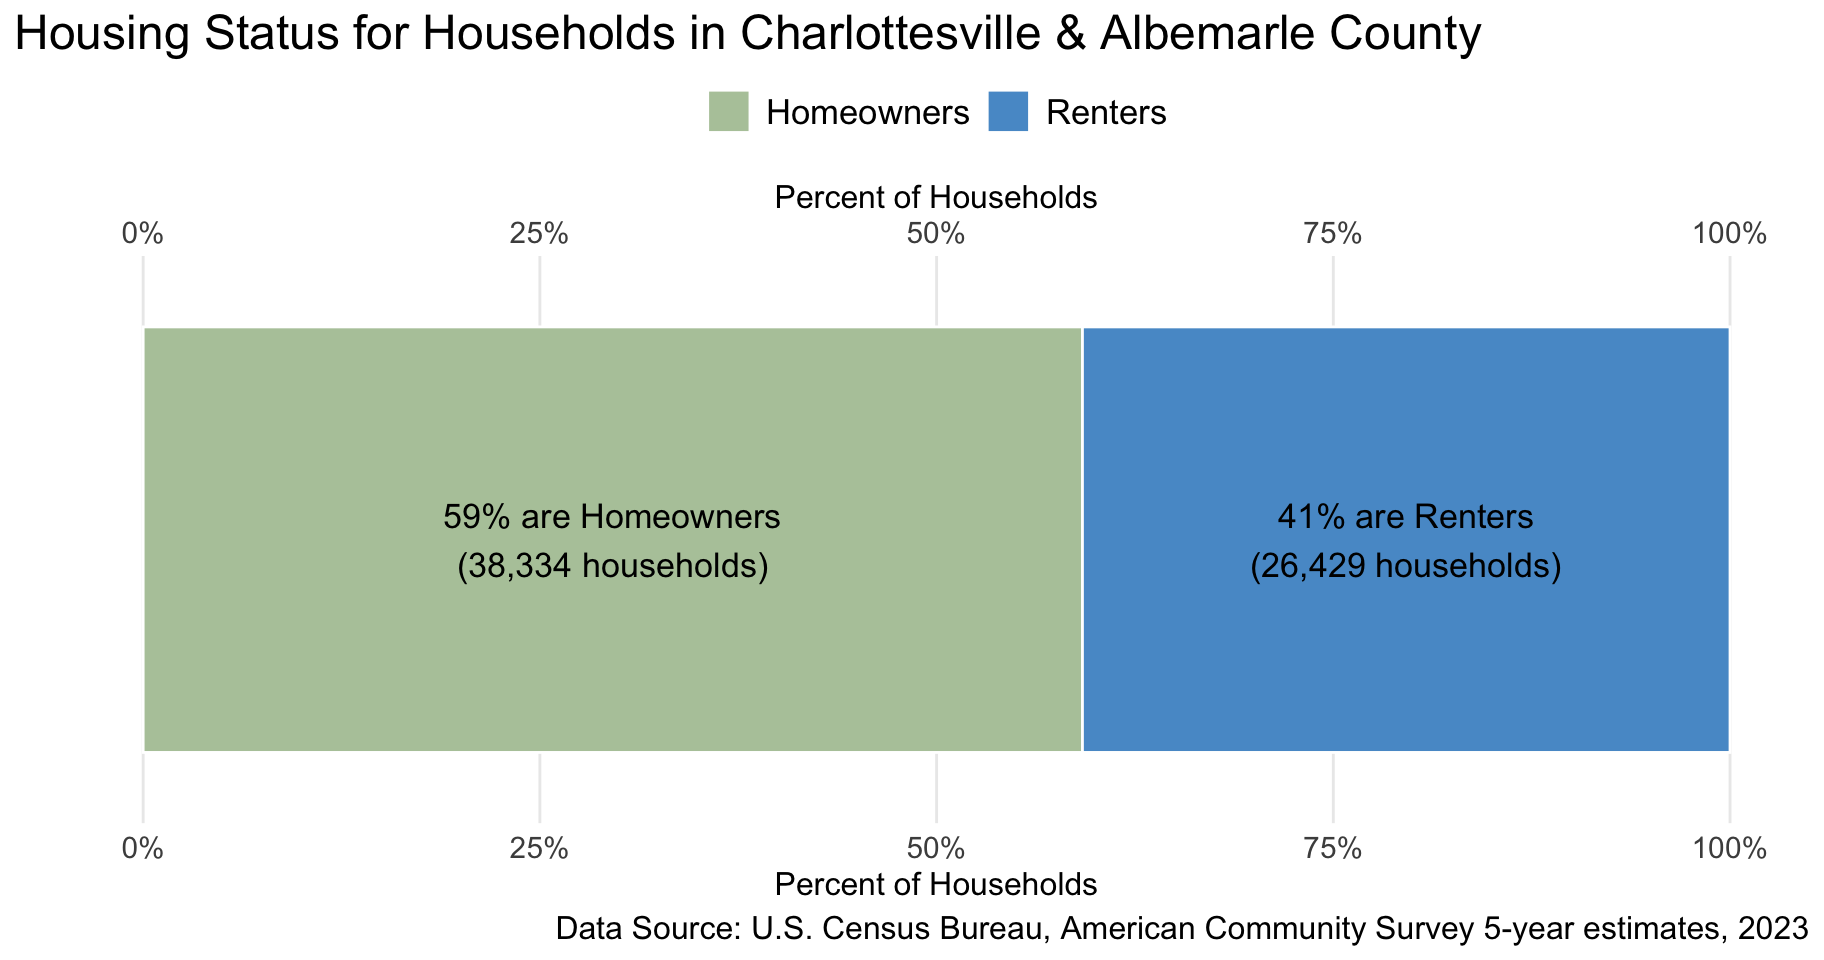 Housing Status for Households in Charlottesville & Albemarle County
Homeowners Renters
Percent of Households
0% 25% 50% 75% 100%
59% are Homeowners
(38,334 households)
41% are Renters
(26,429 households)
0% 25% 50% 75% 100%
Percent of Households
Data Source: U.S. Census Bureau, American Community Survey 5-year estimates, 2023